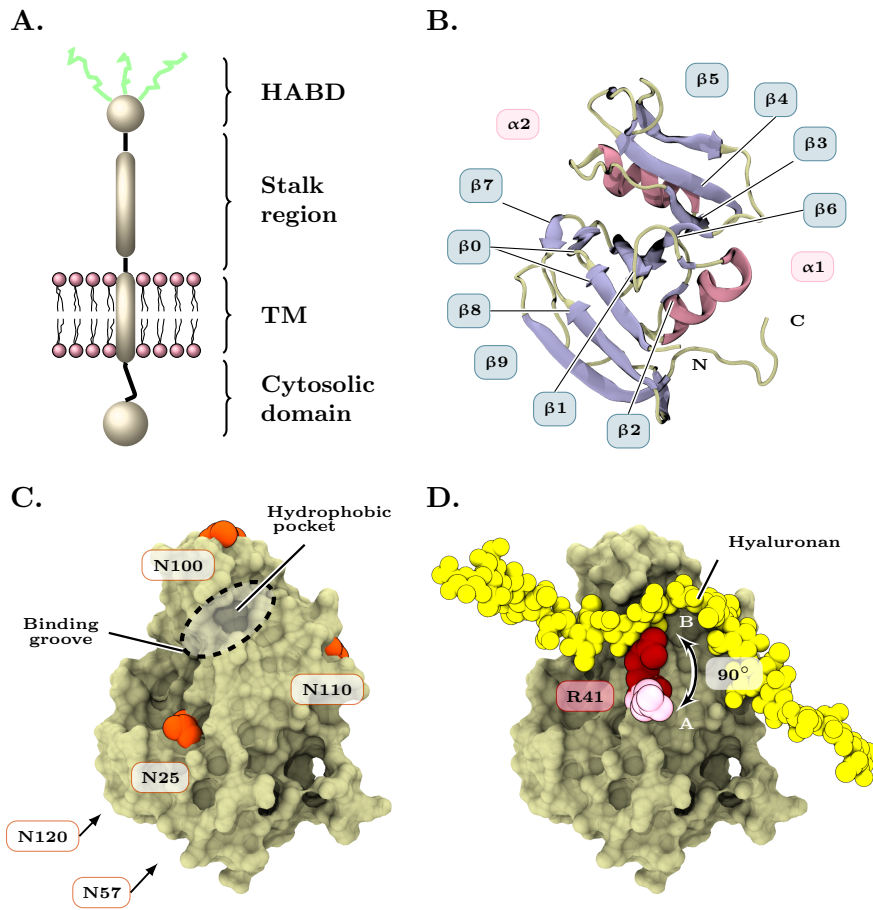 A.
HABD
Stalk
region
TM
Cytosolic
domain
B.
β5
β4
α2
β3
β7
β6
β0
α1
β8
C
β9
N
β1
β2
C.
Hydrophobic
pocket
N100
Binding
groove
N110
N25
N120
N57
D.
Hyaluronan
B
90°
R41
A